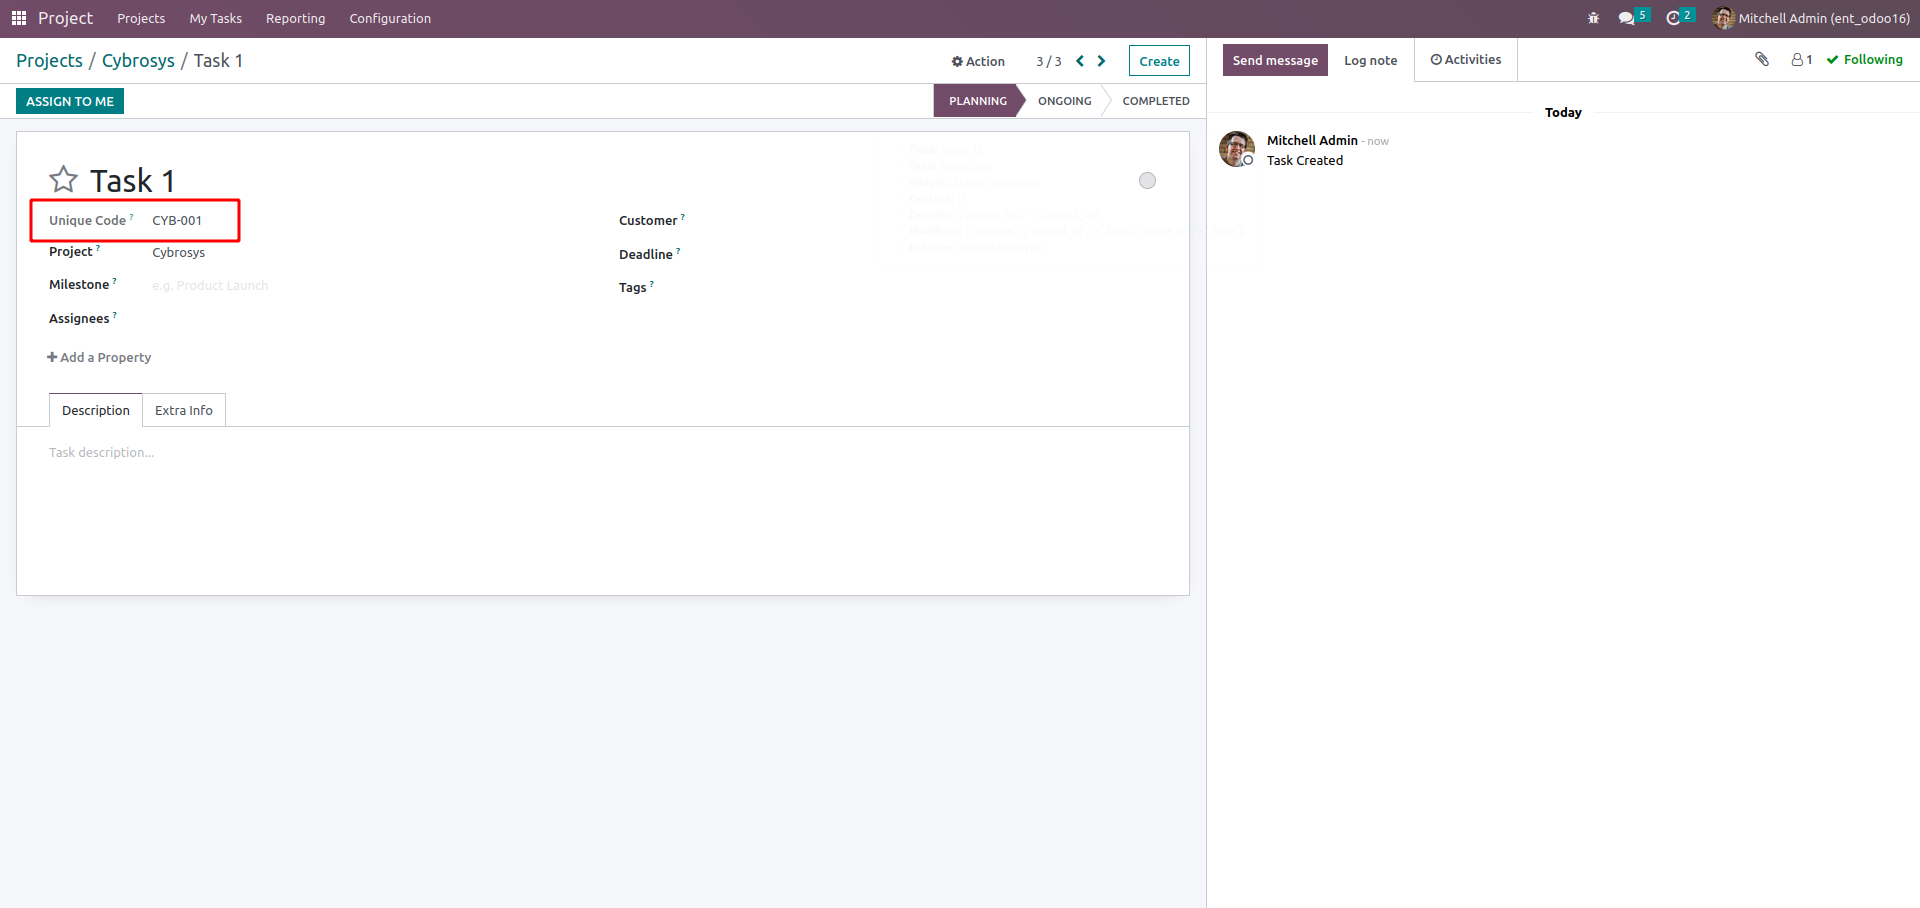 Project Projects My Tasks Reporting Configuration 5 2 Mitchell Admin (ent_odoo16)
Projects / Cybrosys / Task 1 Action 3 / 3 Create
ASSIGN TO ME PLANNING ONGOING COMPLETED
Task 1
Unique Code ? CYB-001
Project ? Cybrosys
Milestone ? e.g. Product Launch
Assignees ?
Customer ?
Deadline ?
Tags ?
Add a Property
Description Extra Info
Task description...
Send message Log note Activities 1 Following
Today
Mitchell Admin - now
Task Created